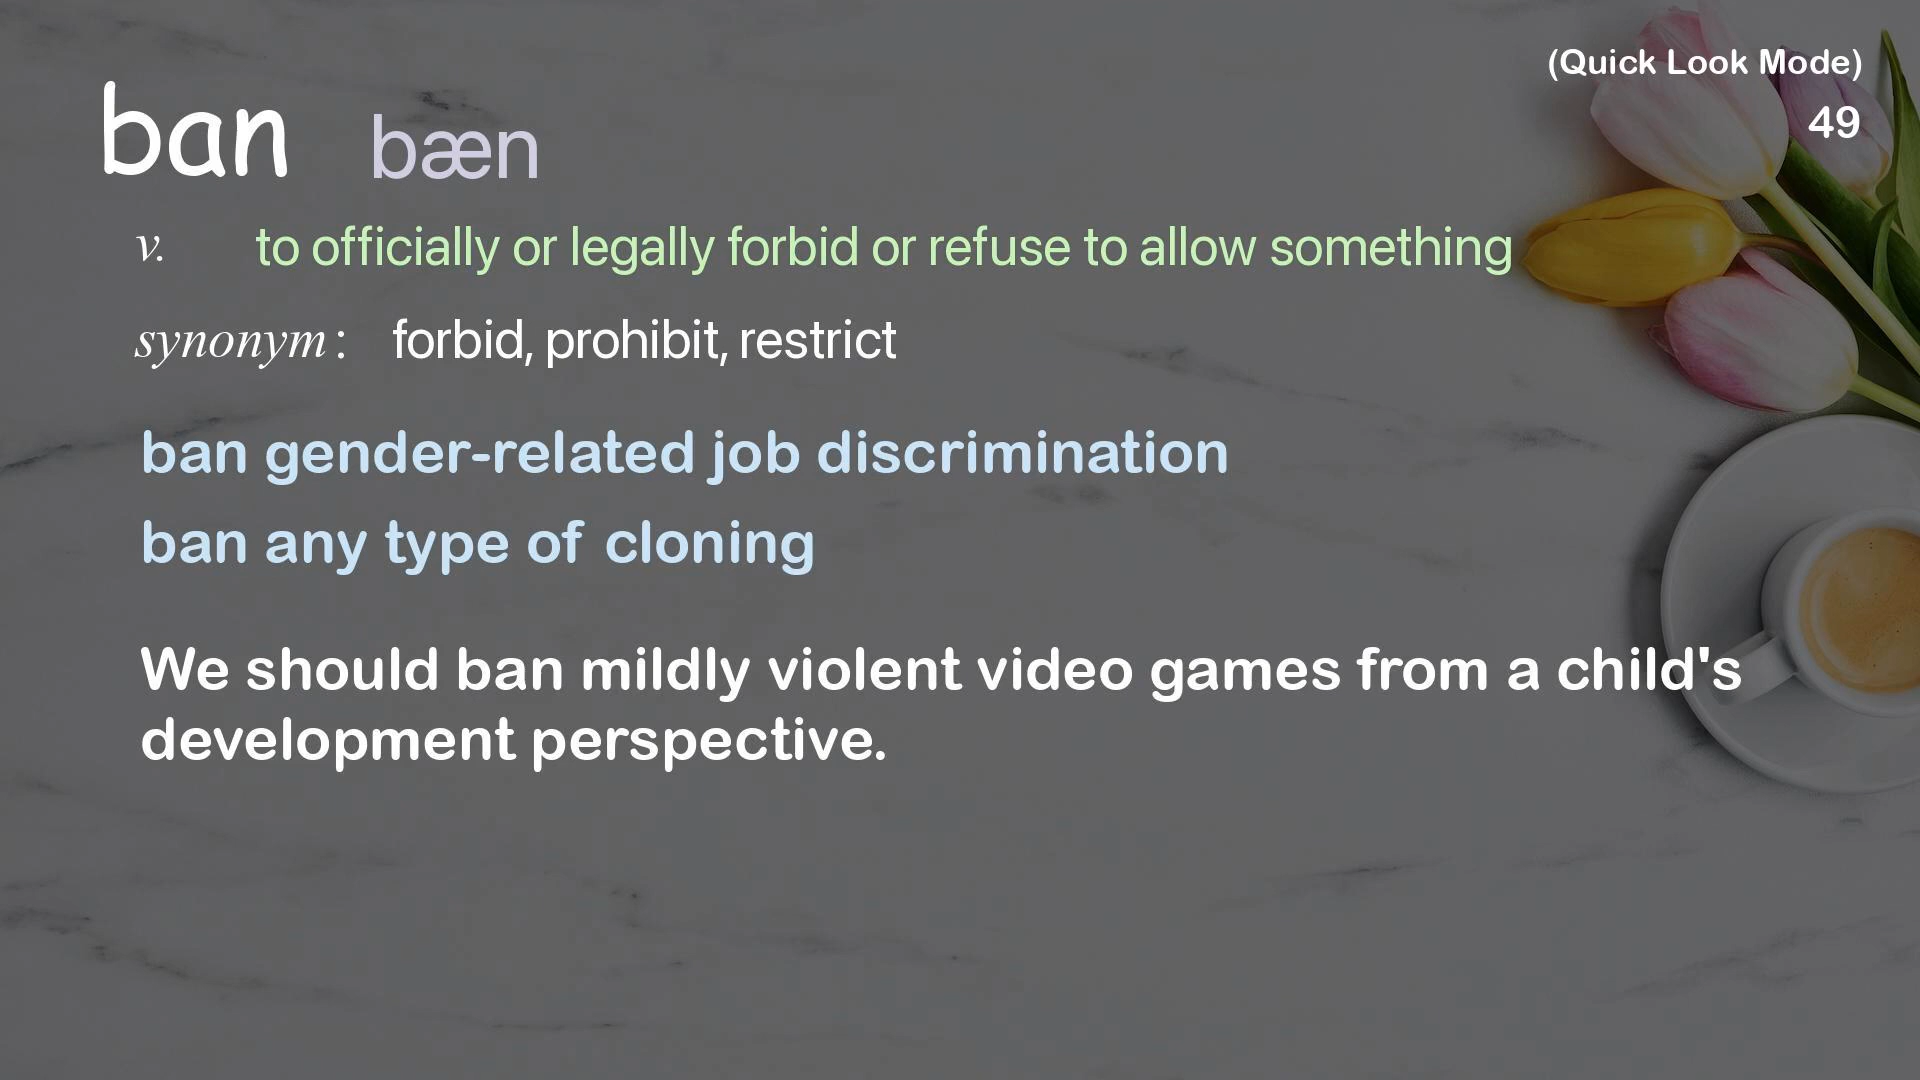 (Quick Look Mode)
49
ban bæn
v. to officially or legally forbid or refuse to allow something
synonym : forbid, prohibit, restrict
ban gender-related job discrimination
ban any type of cloning
We should ban mildly violent video games from a child's
development perspective.